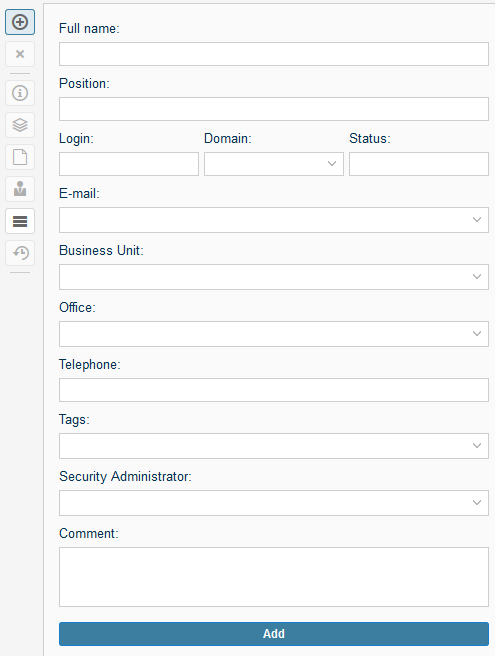 Full name:
Position:
Login: Domain: Status:
E-mail:
Business Unit:
Office:
Telephone:
Tags:
Security Administrator:
Comment:
Add